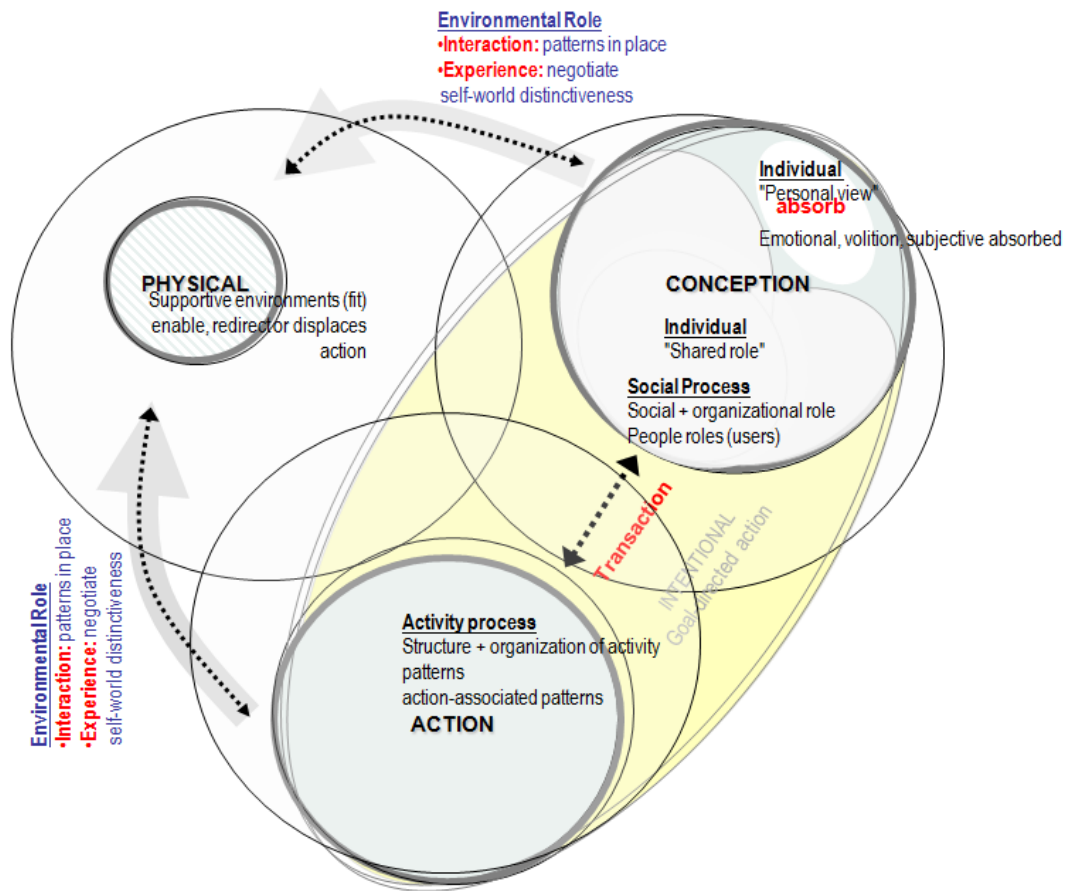 Environmental Role
•Interaction: patterns in place
•Experience: negotiate
self-world distinctiveness
Individual
"Personal view"
absorb
Emotional, volition, subjective absorbed
PHYSICAL
Supportive environments (fit)
enable, redirector displaces
action
CONCEPTION
Individual
"Shared role"
Social Process
Social + organizational role
People roles (users)
Transaction
INTENTIONAL
Goal-directed action
Environmental Role
•Interaction: patterns in place
•Experience: negotiate
self-world distinctiveness
Activity process
Structure + organization of activity
patterns
action-associated patterns
ACTION